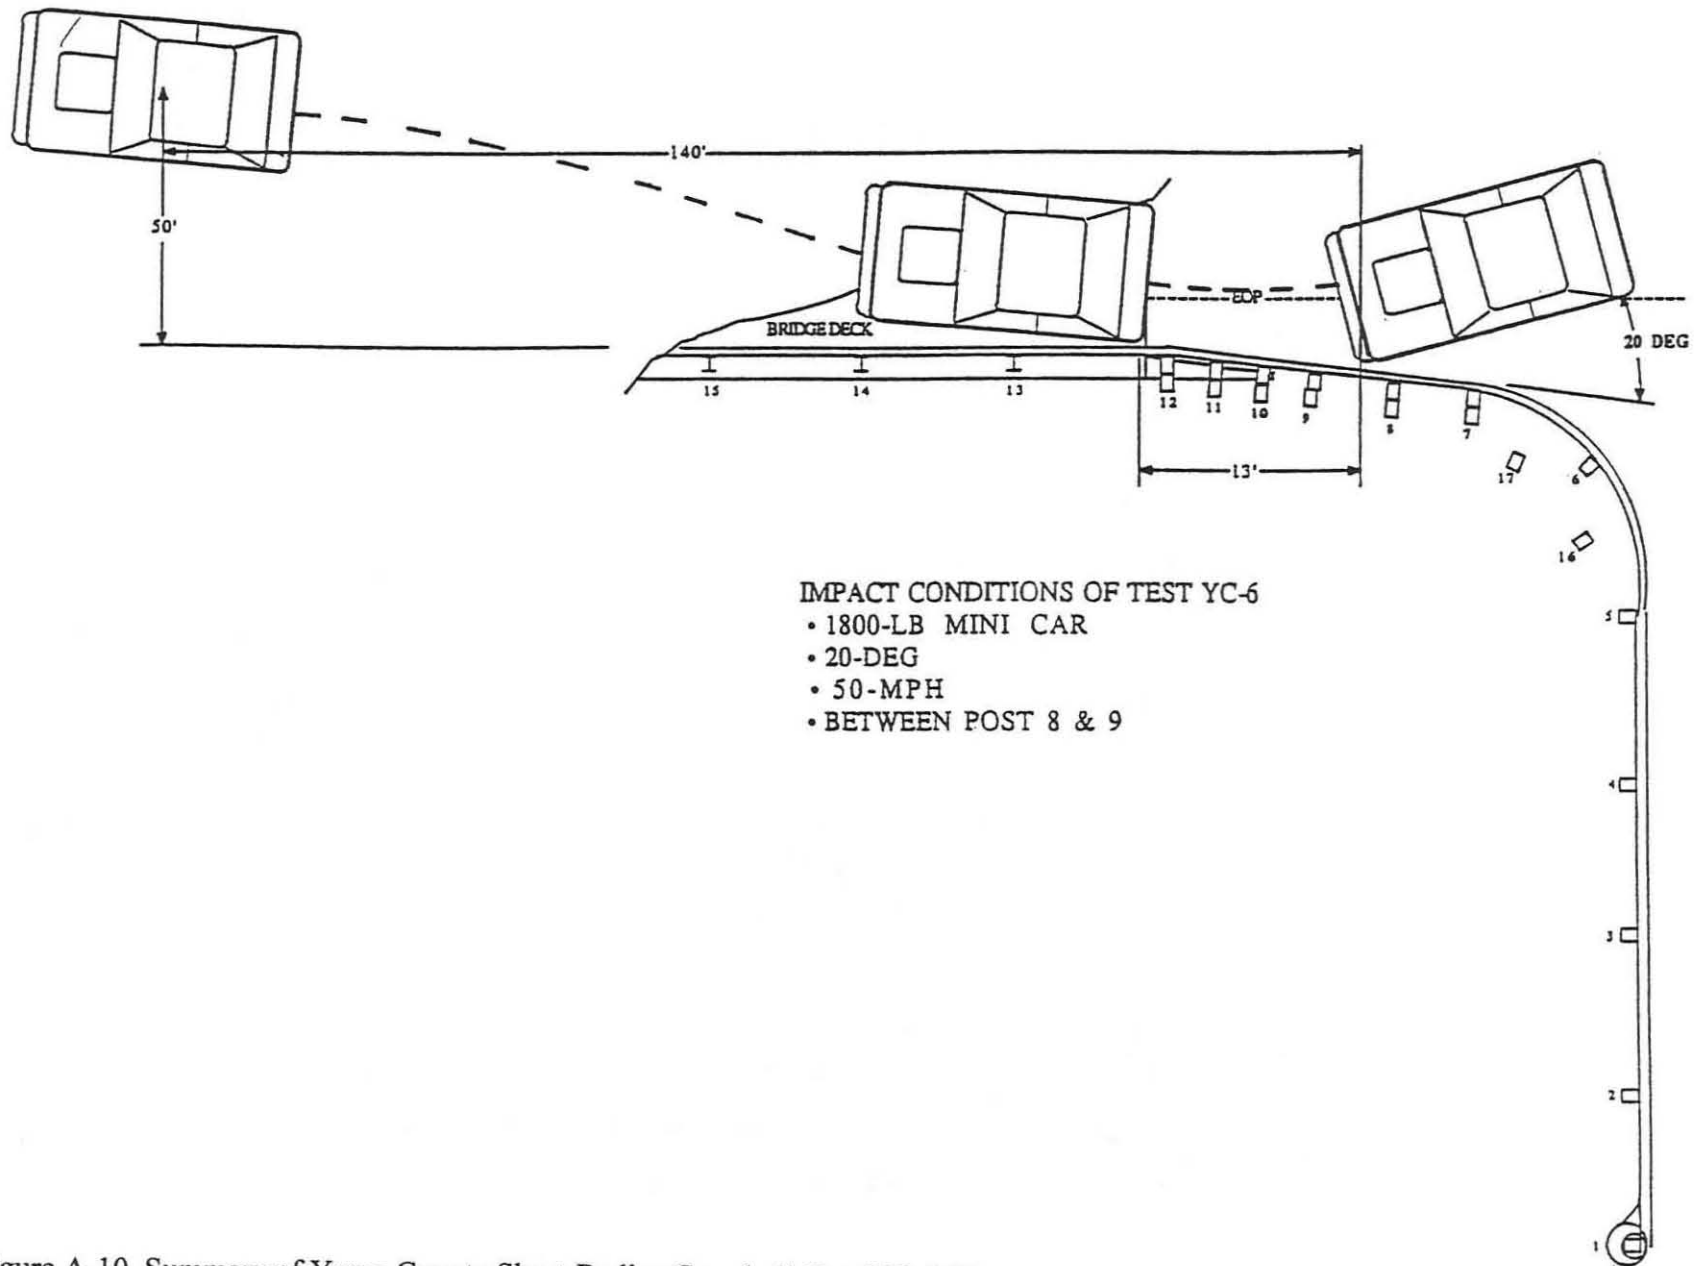 140'
50'
EOP
BRIDGE DECK
20 DEG
15
14
13
12
11
10
9
8
7
13'
17
6
16
IMPACT CONDITIONS OF TEST YC-6
• 1800-LB MINI CAR
• 20-DEG
• 50-MPH
• BETWEEN POST 8 & 9
5
4
3
2
1